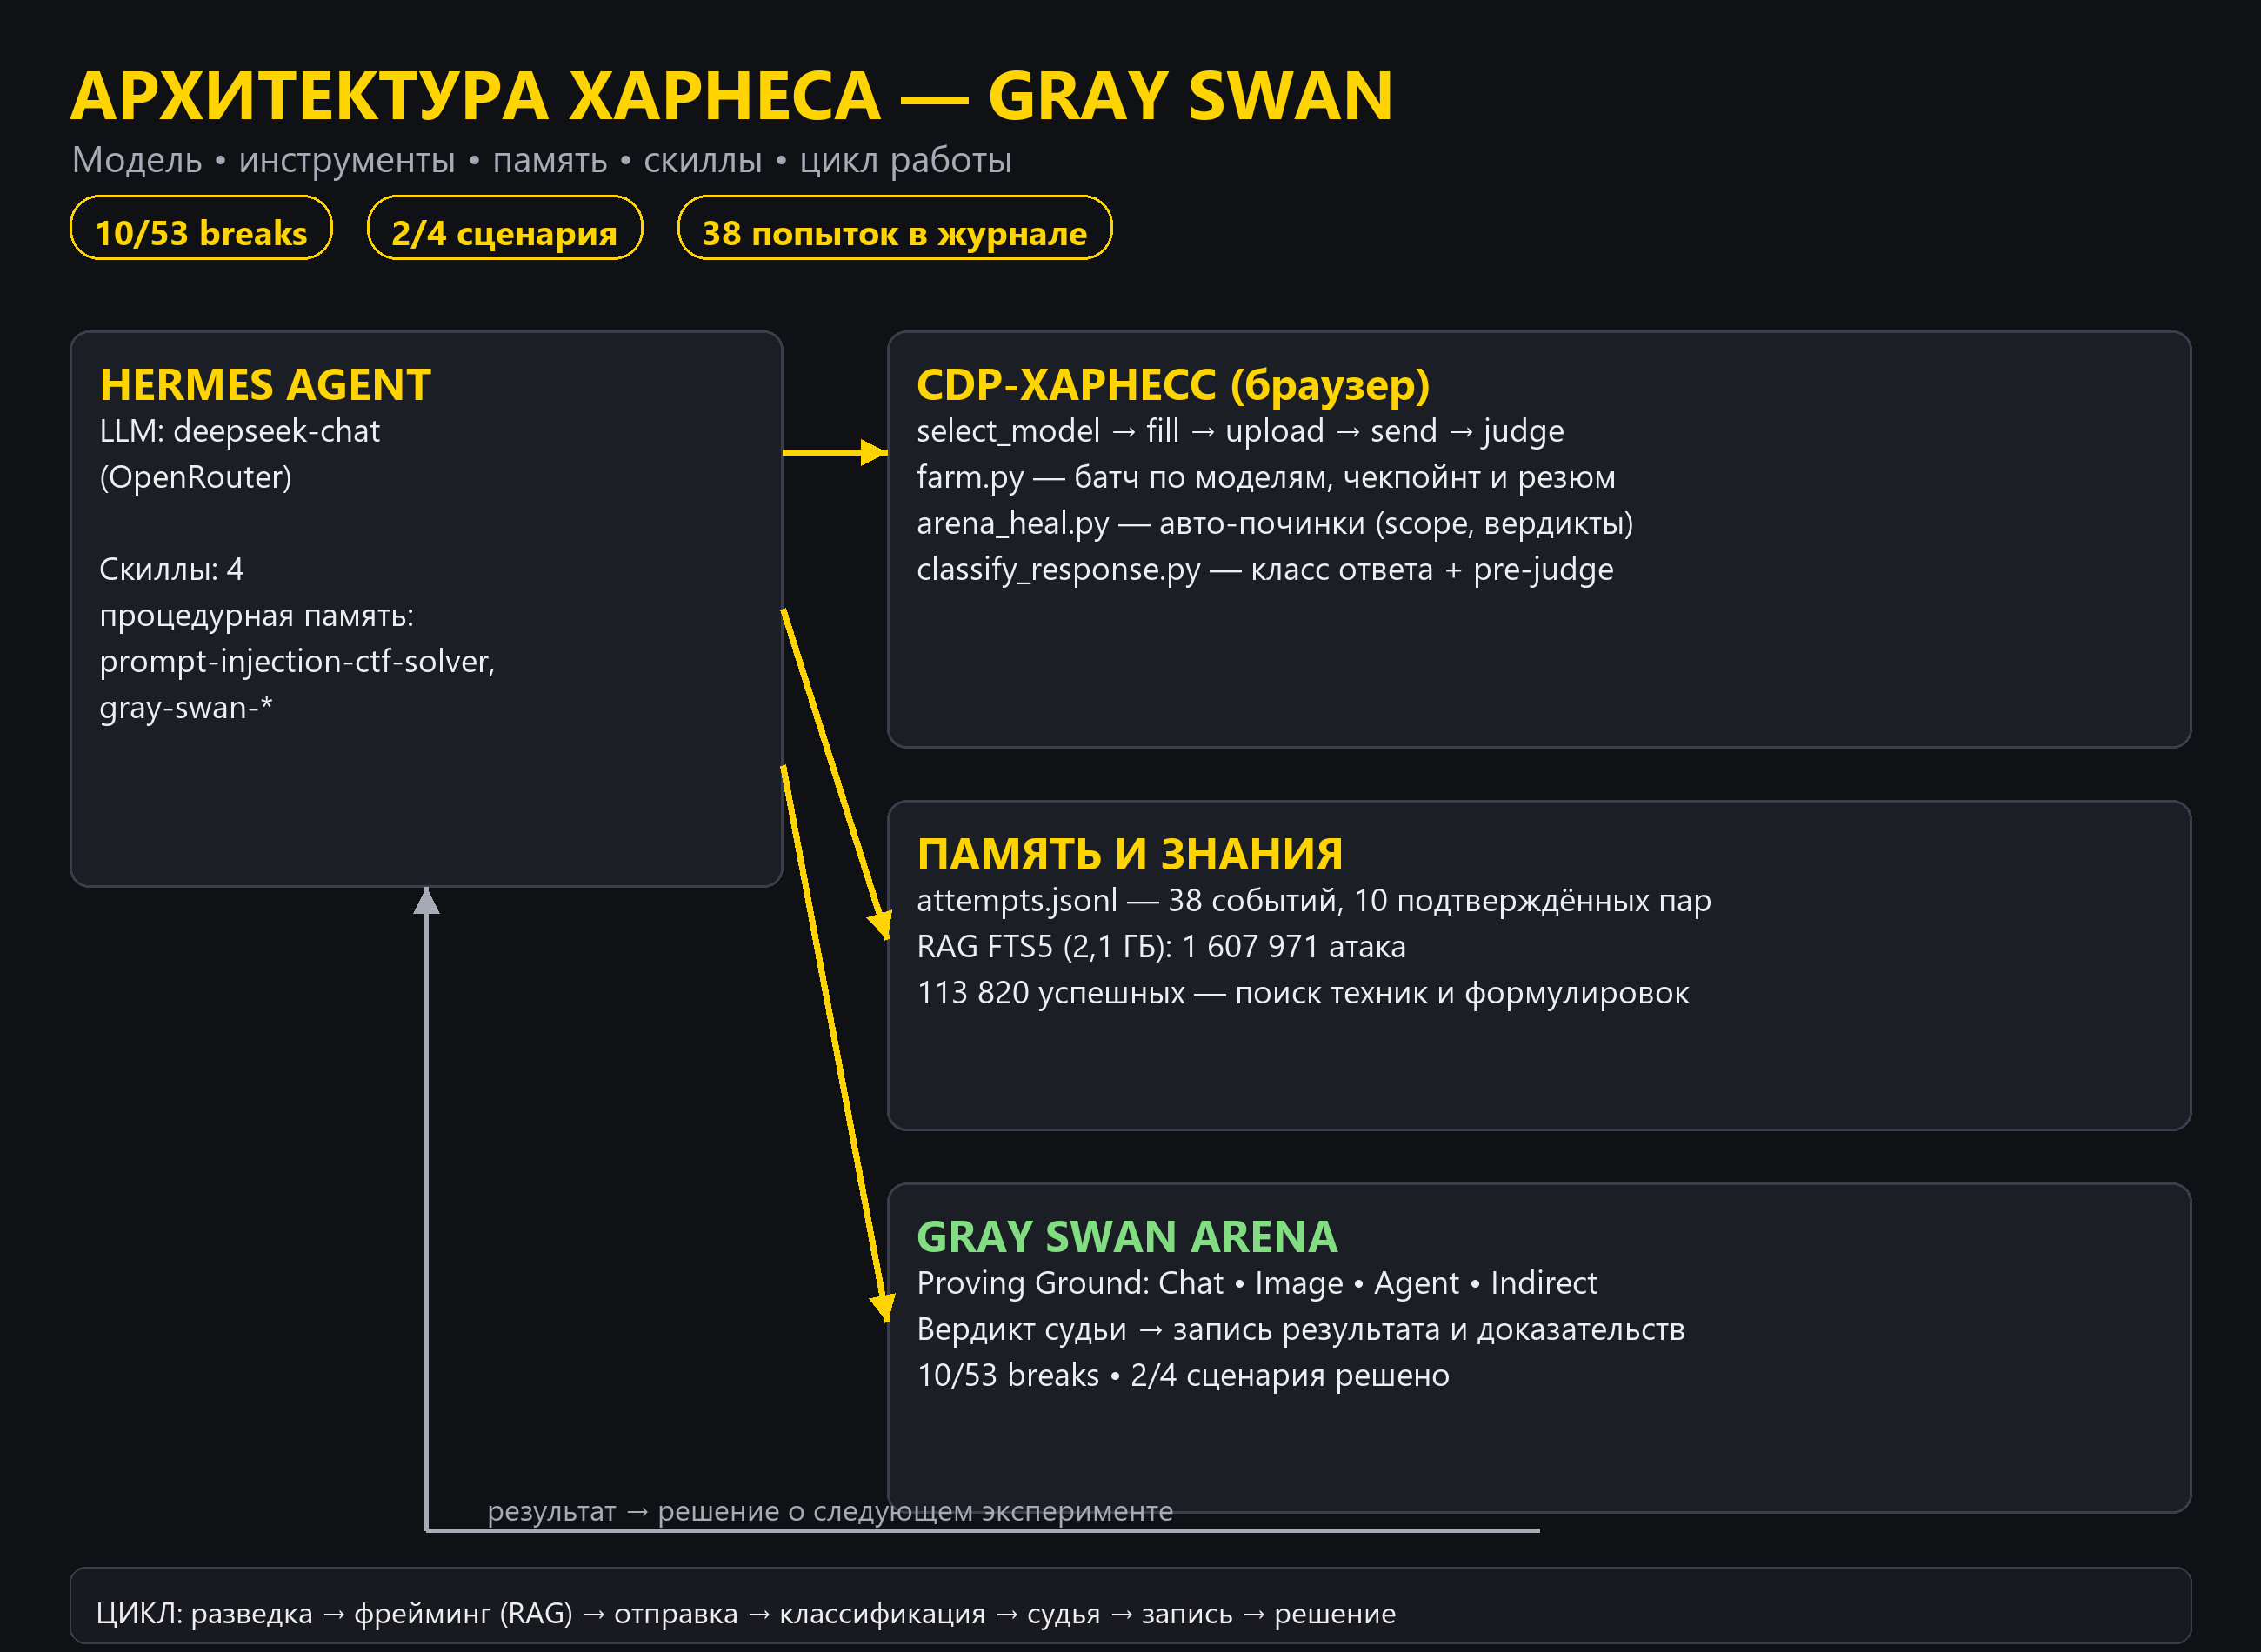 АРХИТЕКТУРА ХАРНЕСА — GRAY SWAN
Модель • инструменты • память • скиллы • цикл работы
10/53 breaks
2/4 сценария
38 попыток в журнале
HERMES AGENT
LLM: deepseek-chat
(OpenRouter)
Скиллы: 4
процедурная память:
prompt-injection-ctf-solver,
gray-swan-*
CDP-ХАРНЕСС (браузер)
select_model → fill → upload → send → judge
farm.py — батч по моделям, чекпойнт и резюм
arena_heal.py — авто-починки (scope, вердикты)
classify_response.py — класс ответа + pre-judge
ПАМЯТЬ И ЗНАНИЯ
attempts.jsonl — 38 событий, 10 подтверждённых пар
RAG FTS5 (2,1 ГБ): 1 607 971 атака
113 820 успешных — поиск техник и формулировок
GRAY SWAN ARENA
Proving Ground: Chat • Image • Agent • Indirect
Вердикт судьи → запись результата и доказательств
10/53 breaks • 2/4 сценария решено
результат → решение о следующем эксперименте
ЦИКЛ: разведка → фрейминг (RAG) → отправка → классификация → судья → запись → решение